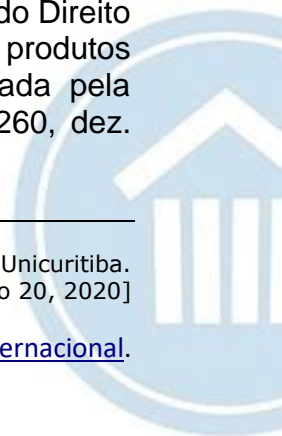 do Direito
produtos
ada pela
260, dez.
Unicuritiba.
o 20, 2020]
ernacional.